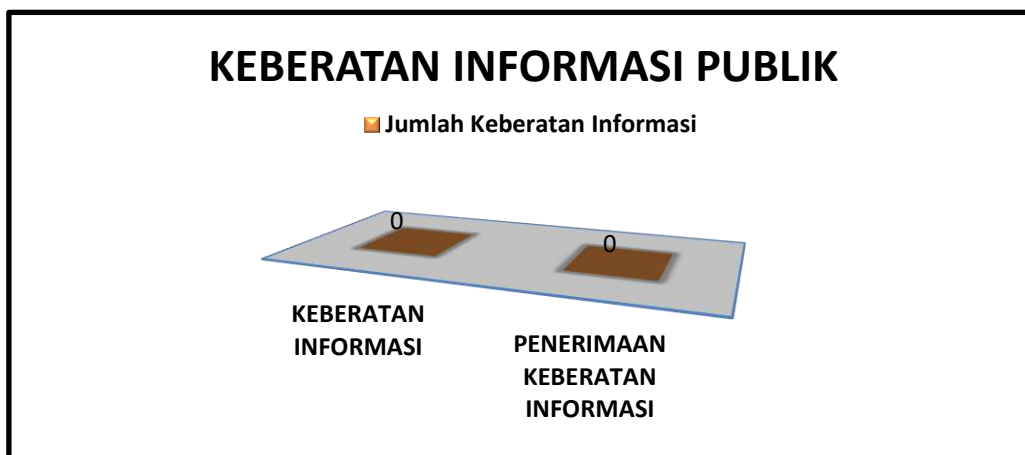 KEBERATAN INFORMASI PUBLIK
Jumlah Keberatan Informasi
0
0
KEBERATAN
INFORMASI
PENERIMAAN
KEBERATAN
INFORMASI